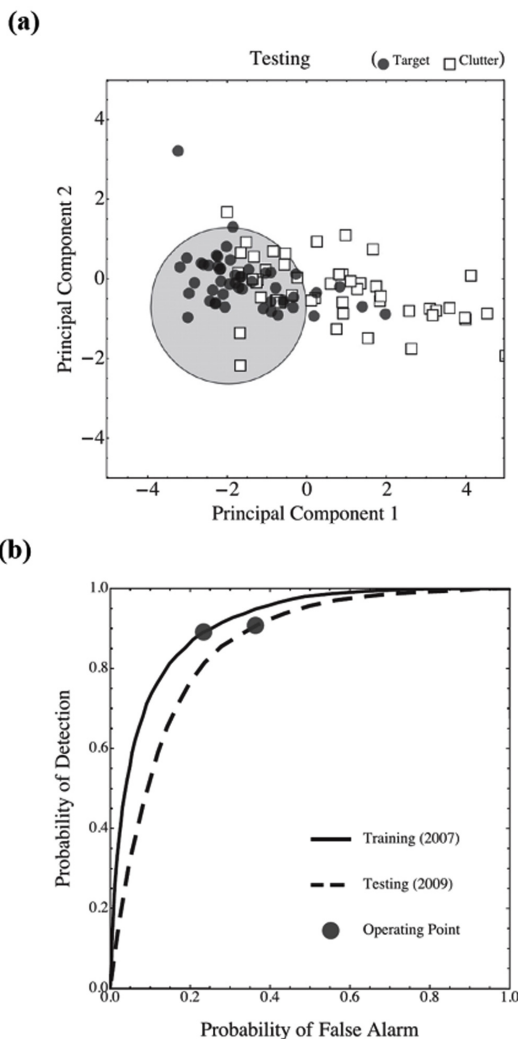 (a)
Testing
( Target Clutter)
4
2
0
−2
−4
Principal Component 2
−4 −2 0 2 4
Principal Component 1
(b)
1.0
0.8
0.6
0.4
0.2
0.0
Probability of Detection
Training (2007)
Testing (2009)
Operating Point
0.0 0.2 0.4 0.6 0.8 1.0
Probability of False Alarm